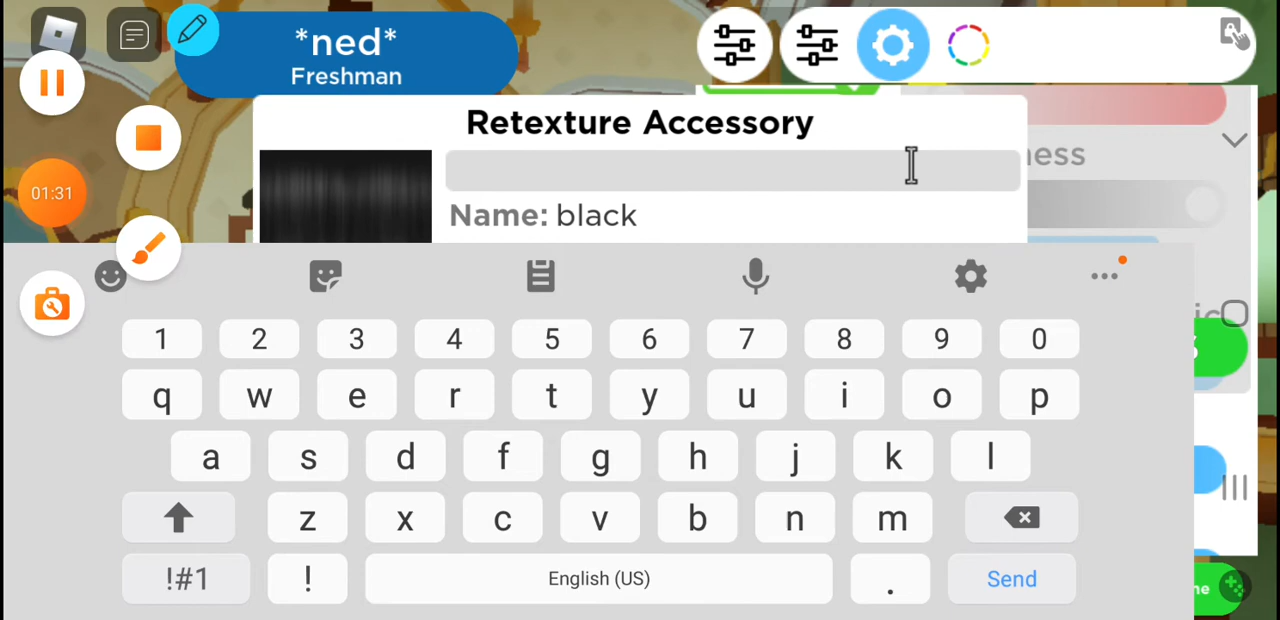 *ned*
Freshman
Retexture Accessory
ness
Name: black
01:31
1 2 3 4 5 6 7 8 9 0
q w e r t y u i o p
a s d f g h j k l
z x c v b n m
!#1 ! English (US) . Send